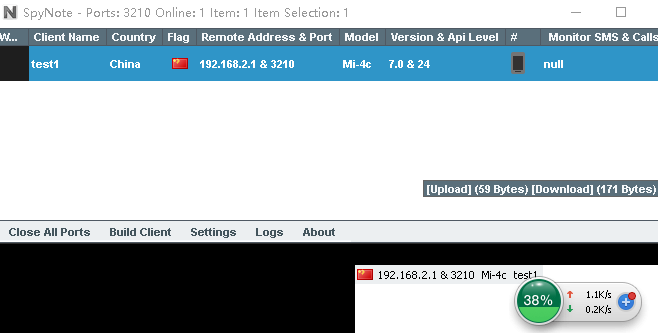 SpyNote - Ports: 3210 Online: 1 Item: 1 Item Selection: 1
W... Client Name Country Flag Remote Address & Port Model Version & Api Level # Monitor SMS & Calls
test1 China 192.168.2.1 & 3210 Mi-4c 7.0 & 24 null
[Upload] (59 Bytes) [Download] (171 Bytes)
Close All Ports Build Client Settings Logs About
192.168.2.1 & 3210 Mi-4c test1
38% 1.1K/s
0.2K/s